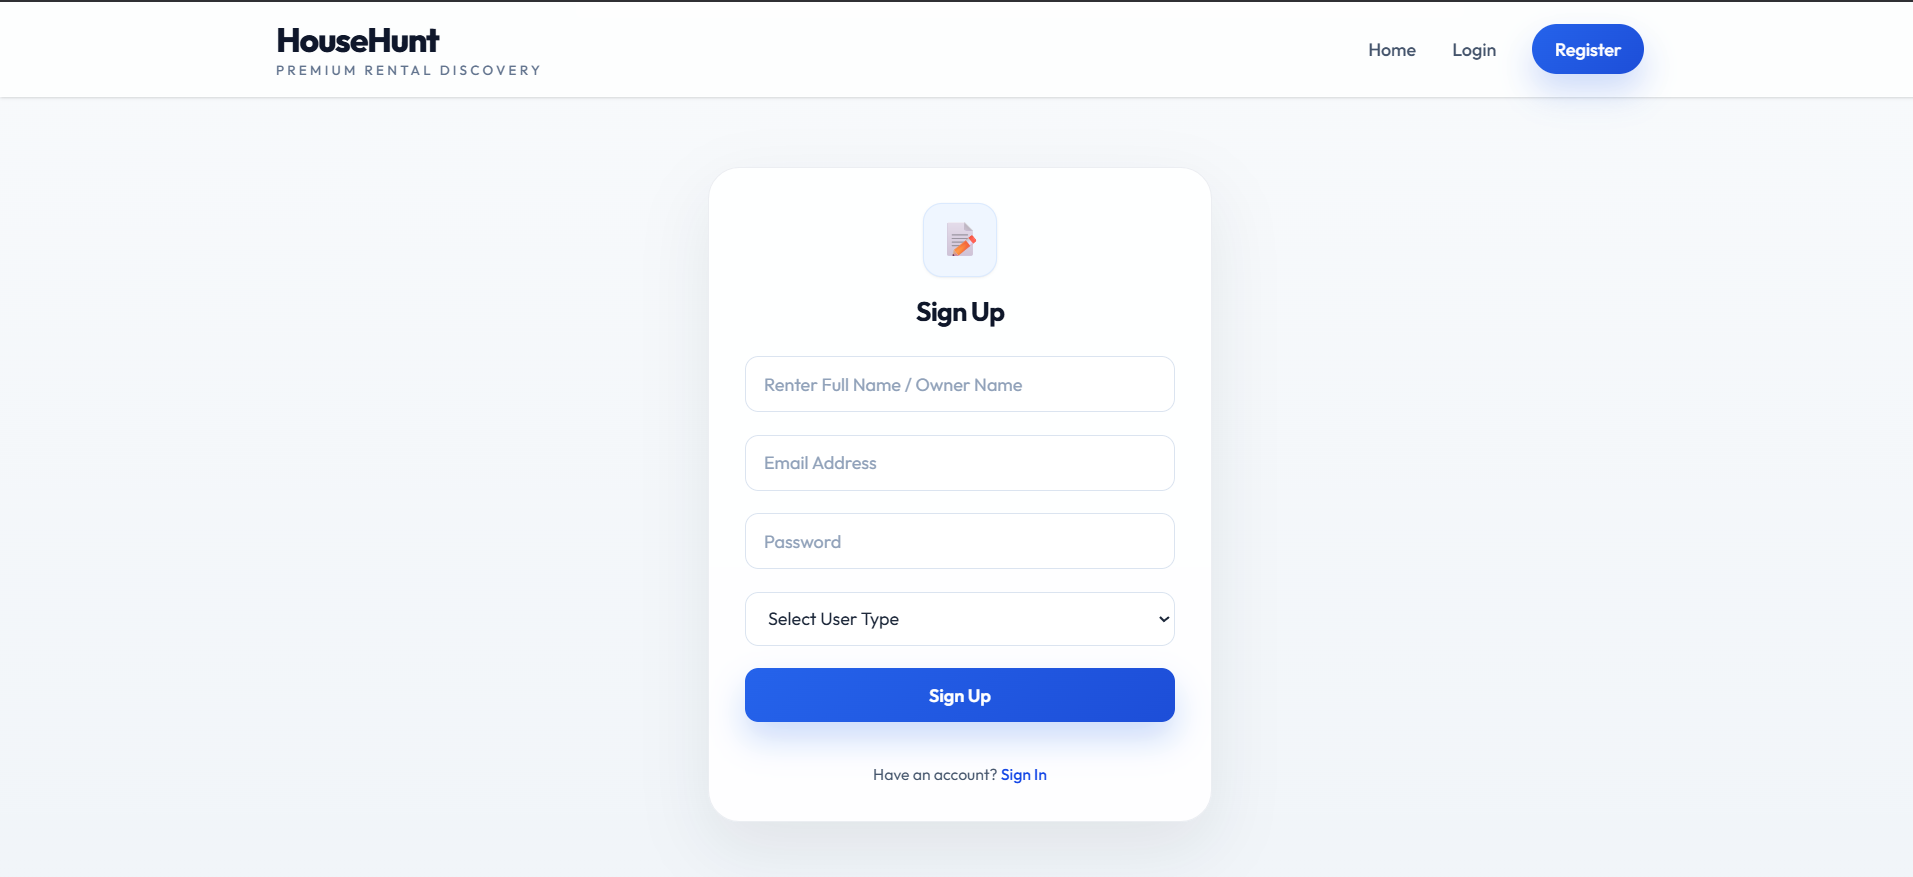 HouseHunt
PREMIUM RENTAL DISCOVERY
Home
Login
Register
Sign Up
Renter Full Name / Owner Name
Email Address
Password
Select User Type
Sign Up
Have an account? Sign In